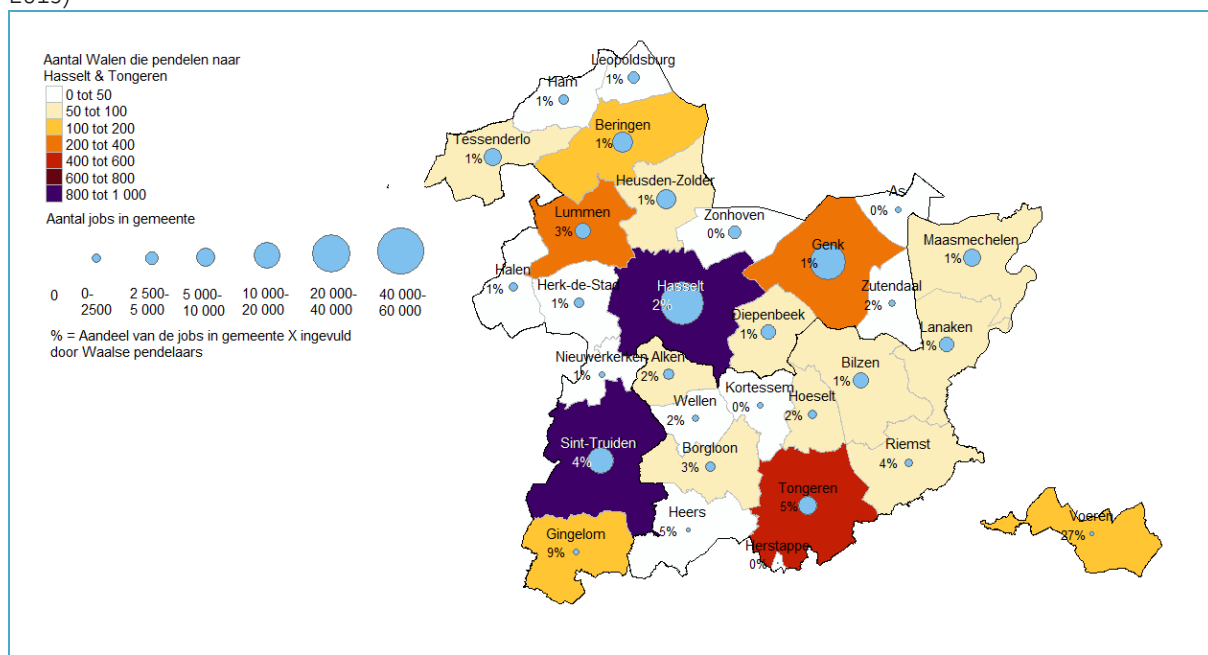 Aantal Walen die pendelen naar
Hasselt & Tongeren
0 tot 50
50 tot 100
100 tot 200
200 tot 400
400 tot 600
600 tot 800
800 tot 1 000
Aantal jobs in gemeente
0
0-
2500
2 500-
5 000
5 000-
10 000
10 000-
20 000
20 000-
40 000
40 000-
60 000
% = Aandeel van de jobs in gemeente X ingevuld
door Waalse pendelaars
Leopoldsburg
1%
Ham
1%
Beringen
1%
Tessenderlo
1%
Heusden-Zolder
1%
As
0%
Lummen
3%
Zonhoven
0%
Genk
1%
Maasmechelen
1%
Halen
1%
Herk-de-Stad
1%
Hasselt
2%
Zutendaal
2%
Diepenbeek
1%
Lanaken
1%
Nieuwerkerken
1%
Alken
2%
Bilzen
1%
Kortessem
0%
Hoeselt
2%
Wellen
2%
Sint-Truiden
4%
Borgloon
3%
Riemst
4%
Tongeren
5%
Heers
5%
Voeren
27%
Gingelom
9%
Herstappe
0%